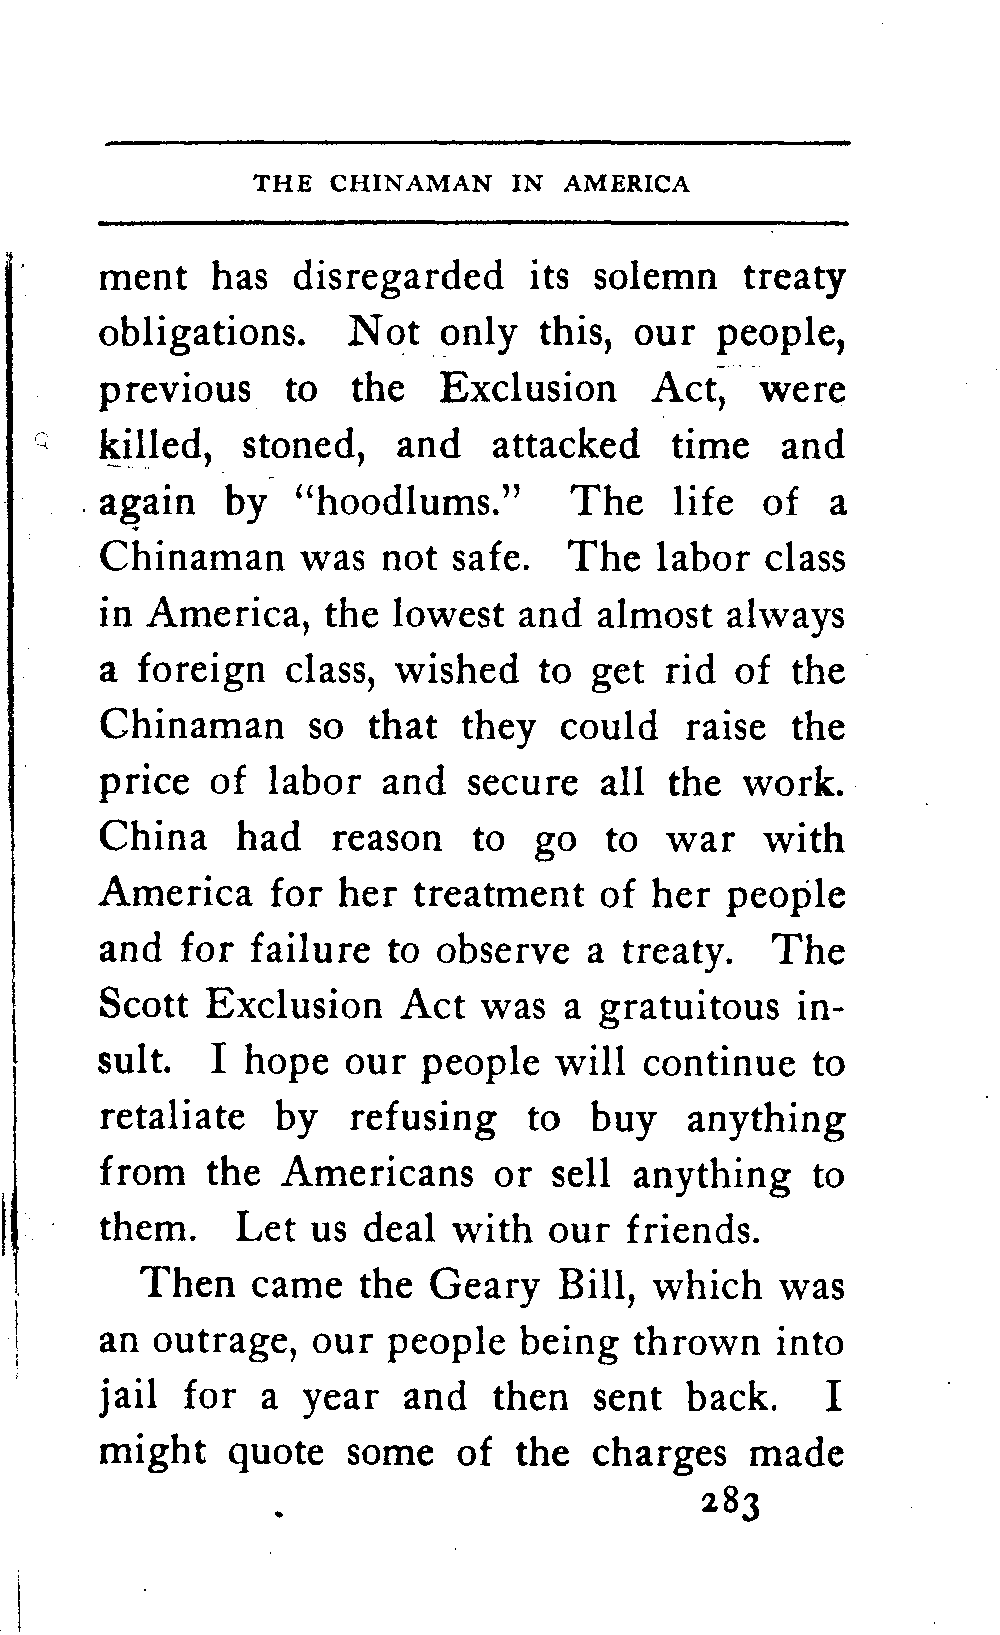 THE CHINAMAN IN AMERICA
ment has disregarded its solemn treaty
obligations. Not only this, our people,
previous to the Exclusion Act, were
killed, stoned, and attacked time and
again by “hoodlums.” The life of a
Chinaman was not safe. The labor class
in America, the lowest and almost always
a foreign class, wished to get rid of the
Chinaman so that they could raise the
price of labor and secure all the work.
China had reason to go to war with
America for her treatment of her people
and for failure to observe a treaty. The
Scott Exclusion Act was a gratuitous in-
sult. I hope our people will continue to
retaliate by refusing to buy anything
from the Americans or sell anything to
them. Let us deal with our friends.
Then came the Geary Bill, which was
an outrage, our people being thrown into
jail for a year and then sent back. I
might quote some of the charges made
283